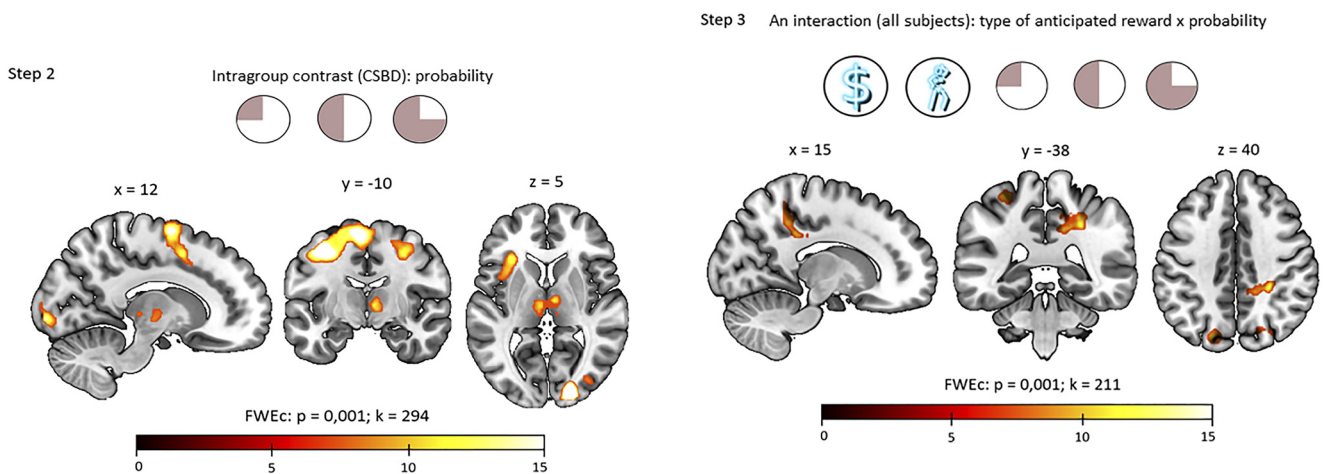 Step 2
Intragroup contrast (CSBD): probability
x = 12
y = -10
z = 5
FWEc: p = 0,001; k = 294
0 5 10 15
Step 3 An interaction (all subjects): type of anticipated reward x probability
$
x = 15
y = -38
z = 40
FWEc: p = 0,001; k = 211
0 5 10 15